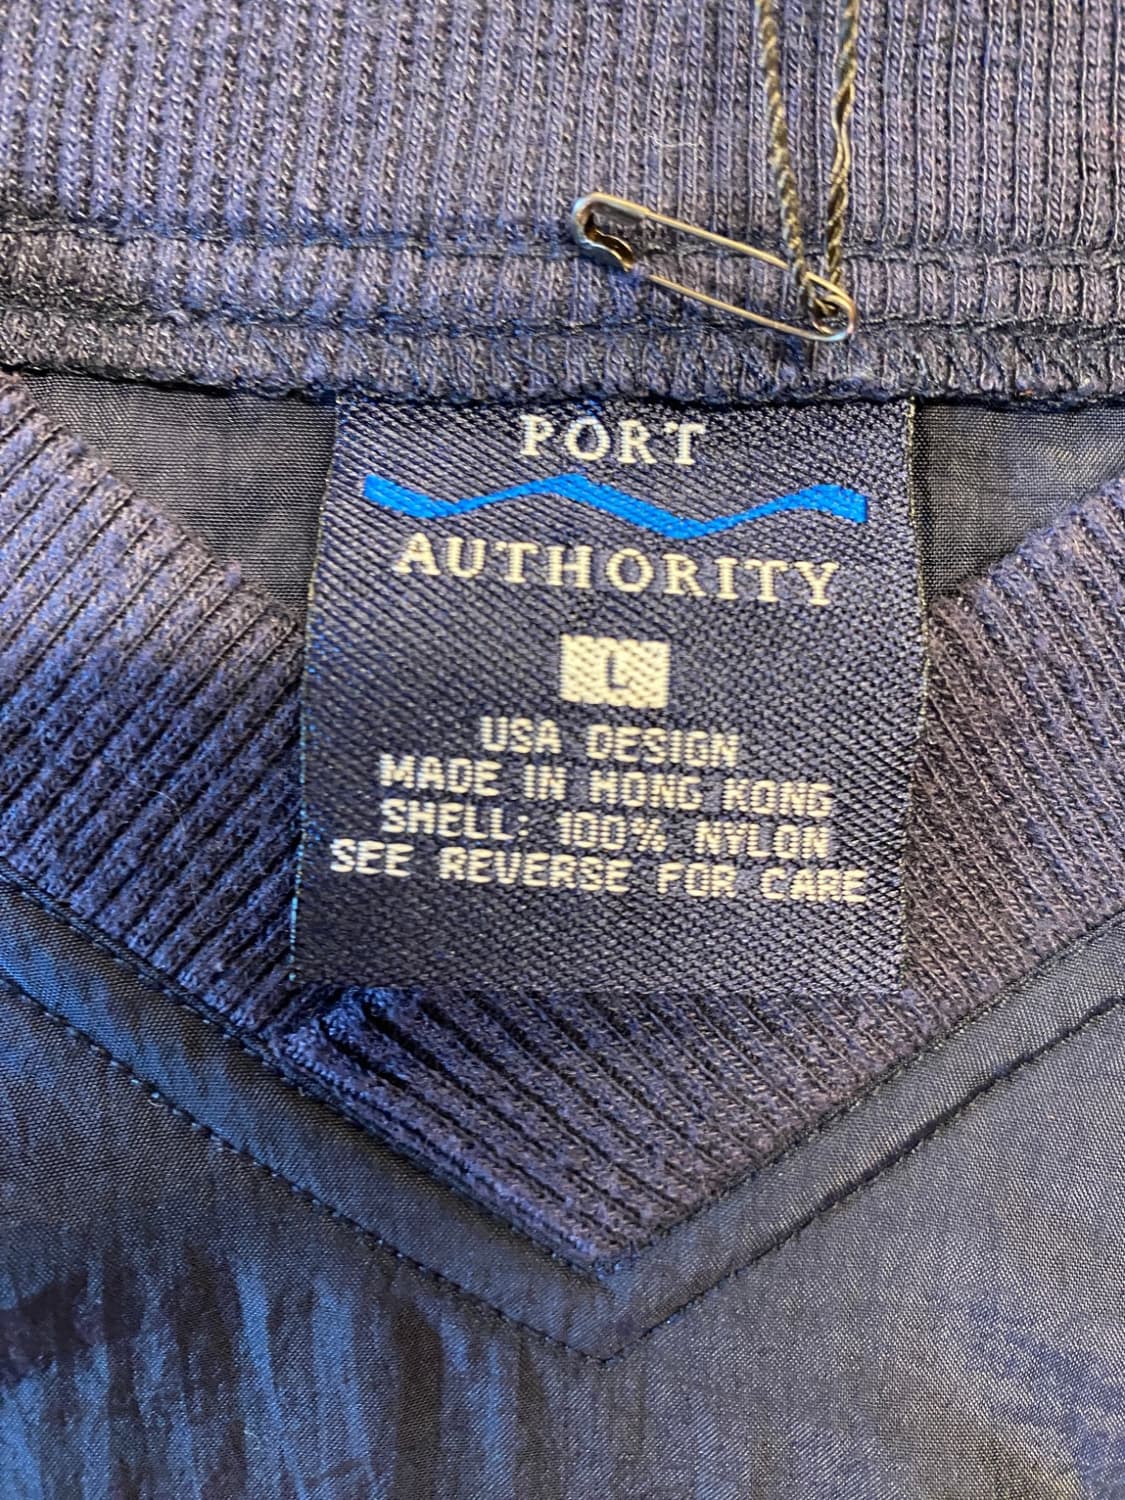 PORT
AUTHORITY
L
USA DESIGN
MADE IN HONG KONG
SHELL: 100% NYLON
SEE REVERSE FOR CARE